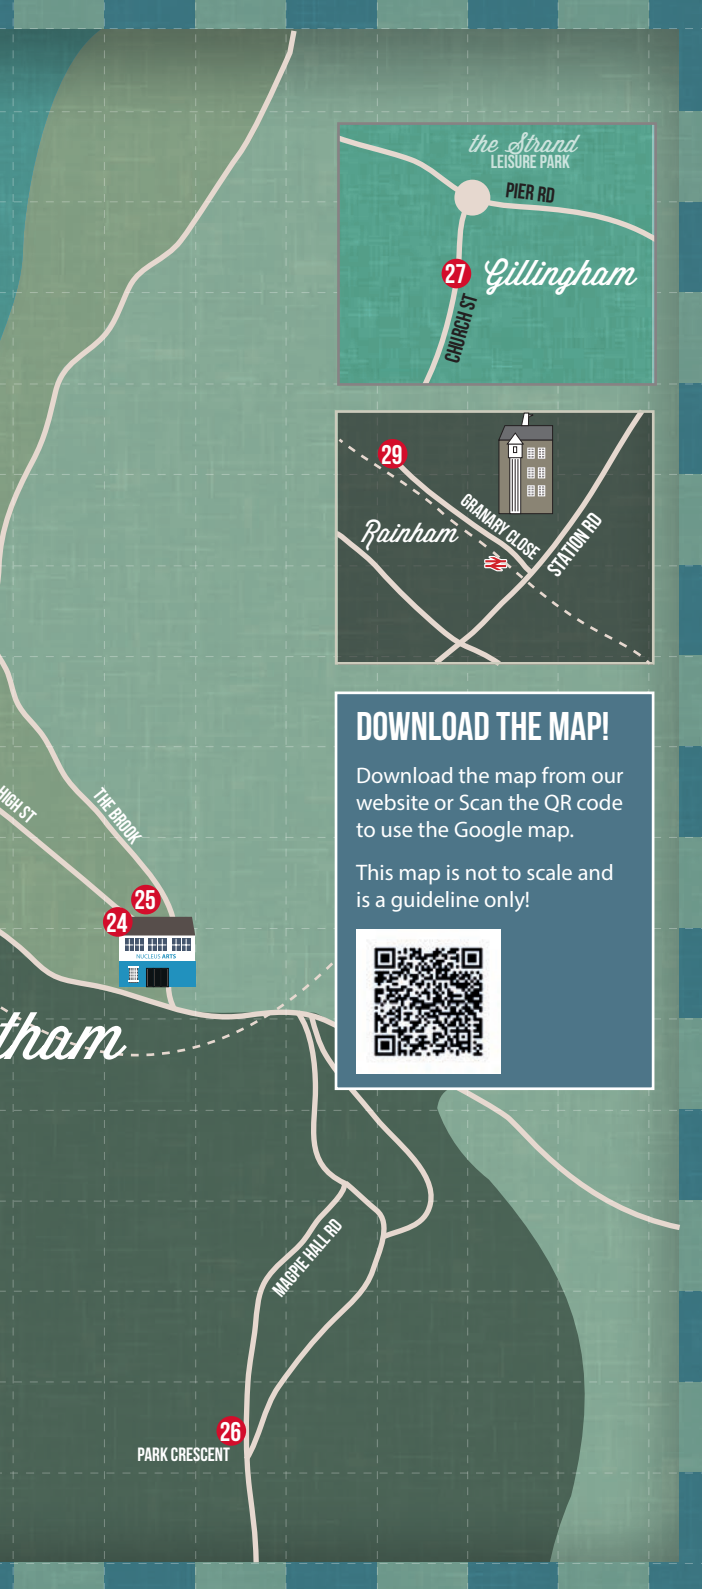 the Strand
LEISURE PARK
PIER RD
27
Gillingham
CHURCH ST
29
GRANARY CLOSE
STATION RD
Rainham
DOWNLOAD THE MAP!
Download the map from our
website or Scan the QR code
to use the Google map.
This map is not to scale and
is a guideline only!
HIGH ST
THE BROOK
25
24
NUCLEUS ARTS
tham
MAGPIE HALL RD
26
PARK CRESCENT